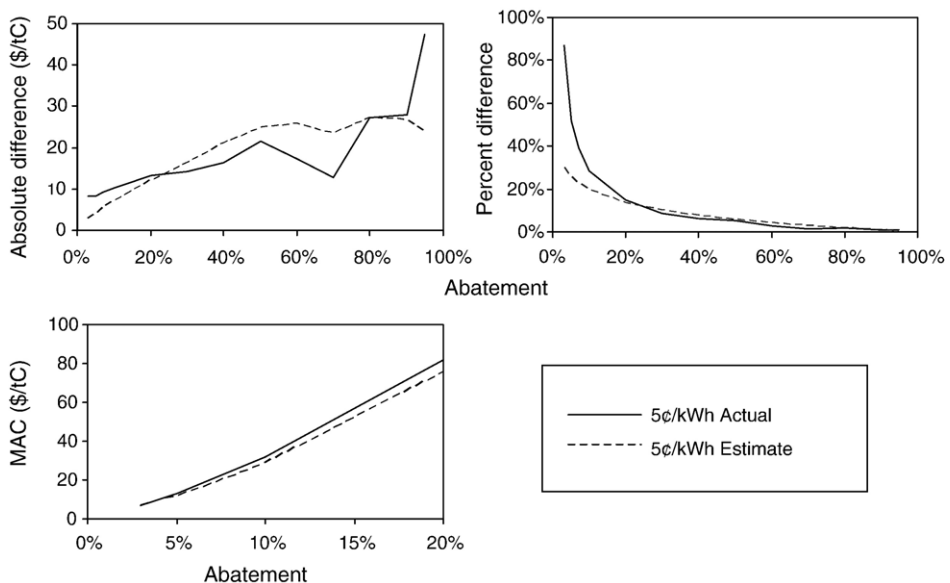 Absolute difference ($/tC)
50
40
30
20
10
0
0% 20% 40% 60% 80% 100%
Percent difference
100%
80%
60%
40%
20%
0%
0% 20% 40% 60% 80% 100%
Abatement
MAC ($/tC)
100
80
60
40
20
0
0% 5% 10% 15% 20%
Abatement
5¢/kWh Actual
5¢/kWh Estimate